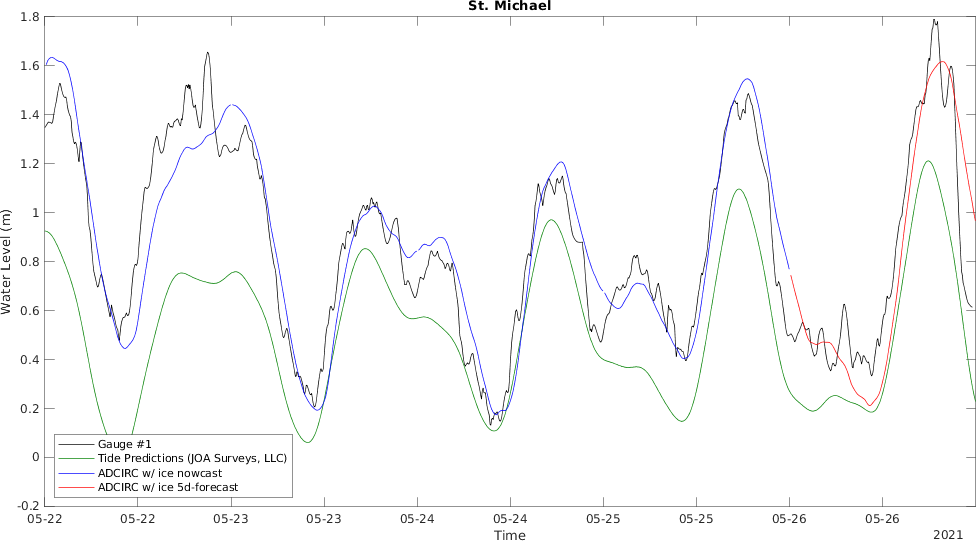 St. Michael
1.8
1.6
1.4
1.2
1
0.8
0.6
0.4
0.2
0
-0.2
Water Level (m)
Gauge #1
Tide Predictions (JOA Surveys, LLC)
ADCIRC w/ ice nowcast
ADCIRC w/ ice 5d-forecast
05-22 05-22 05-23 05-23 05-24 05-24 05-25 05-25 05-26 05-26
Time
2021